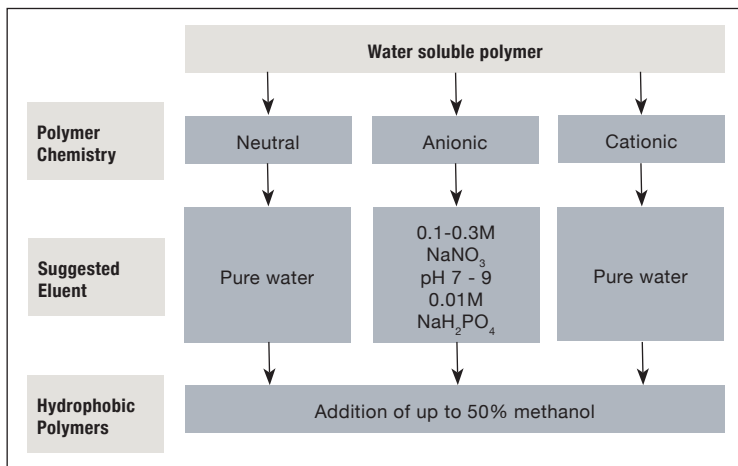 Water soluble polymer
Polymer
Chemistry
Neutral
Anionic
Cationic
Suggested
Eluent
Pure water
0.1-0.3M
NaNO₃
pH 7 - 9
0.01M
NaH₂PO₄
Pure water
Hydrophobic
Polymers
Addition of up to 50% methanol